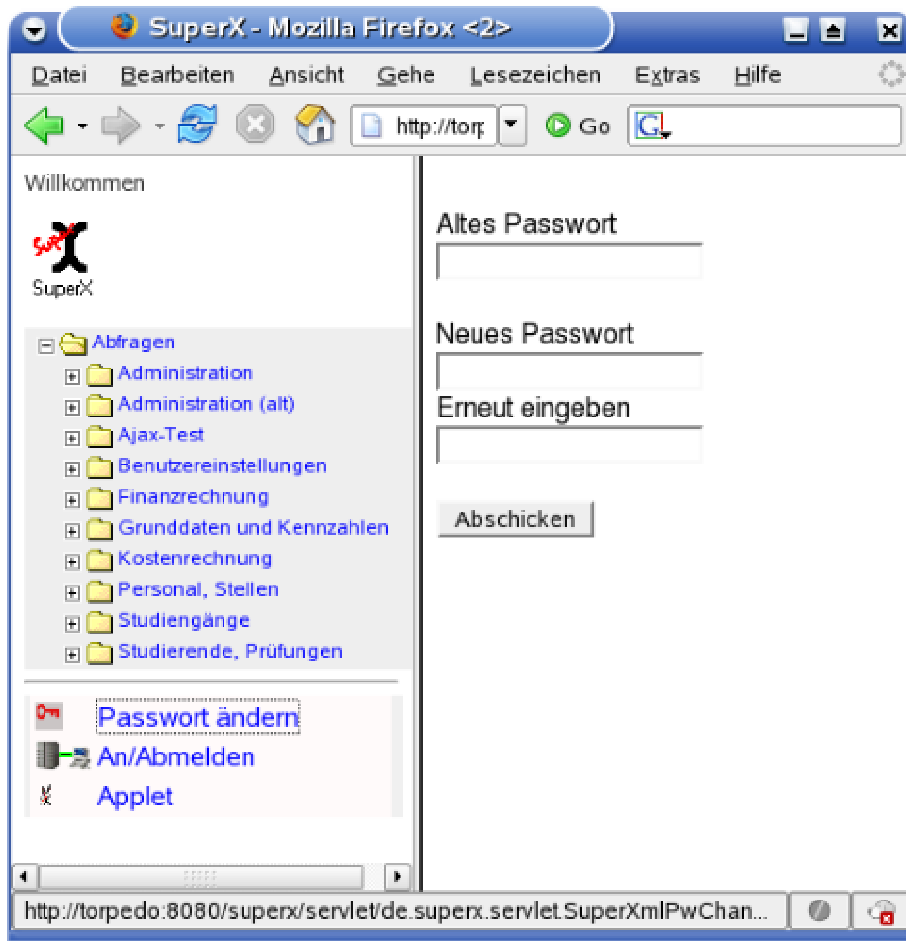 SuperX - Mozilla Firefox <2>
Datei Bearbeiten Ansicht Gehe Lesezeichen Extras Hilfe
http://torp Go G
Willkommen
SuperX
SuperX
Abfragen
Administration
Administration (alt)
Ajax-Test
Benutzereinstellungen
Finanzrechnung
Grunddaten und Kennzahlen
Kostenrechnung
Personal, Stellen
Studiengänge
Studierende, Prüfungen
Passwort ändern
An/Abmelden
Applet
Altes Passwort
Neues Passwort
Erneut eingeben
Abschicken
http://torpedo:8080/superx/servlet/de.superx.servlet.SuperXmlPwChan...